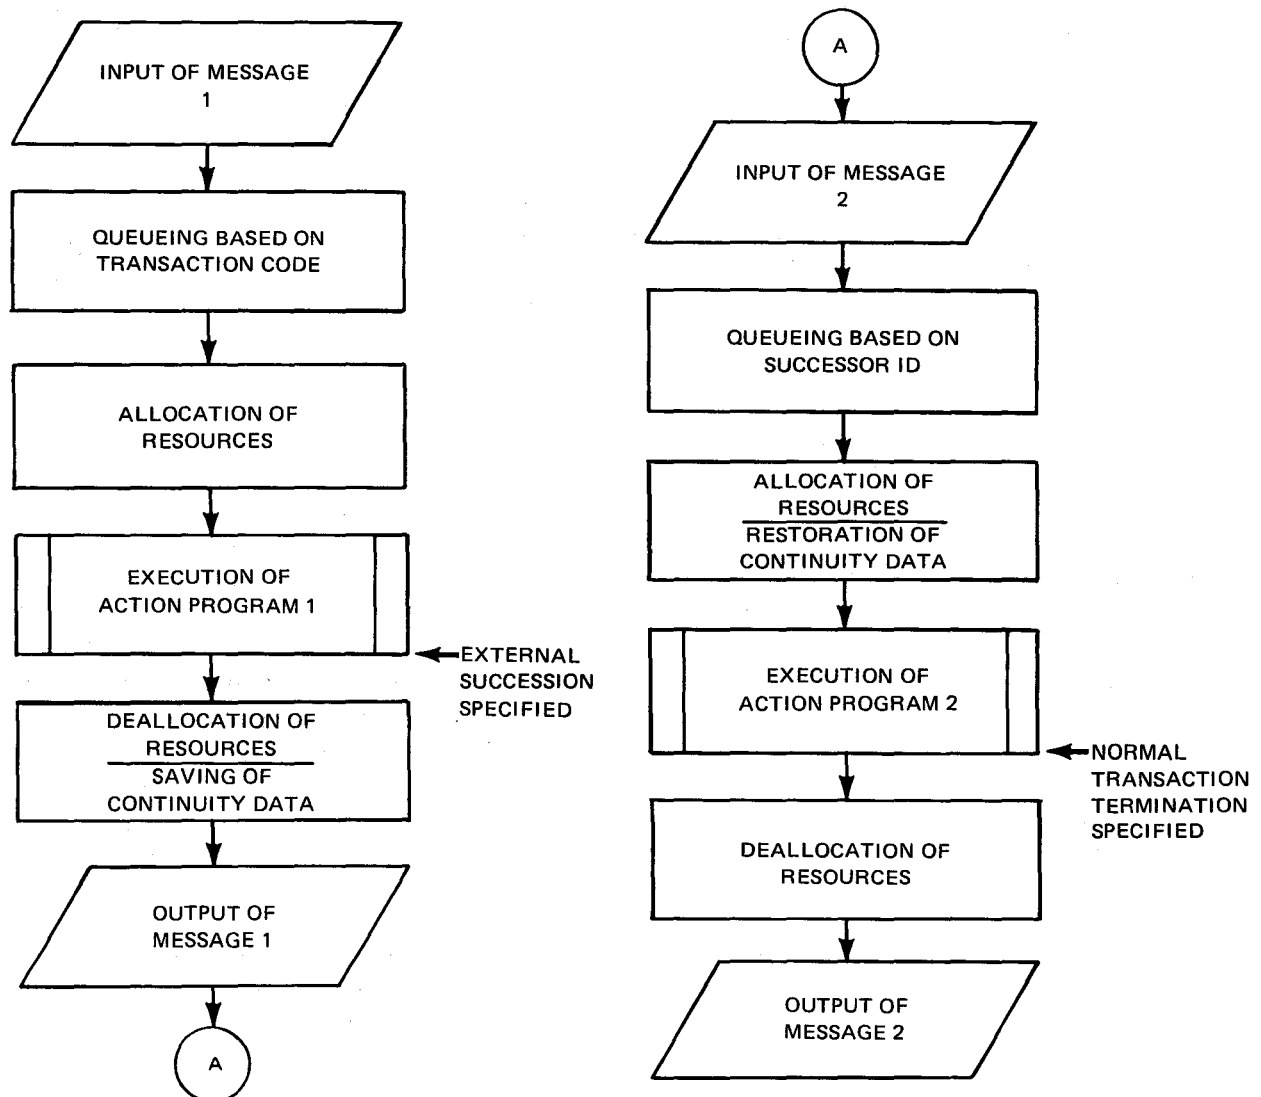 INPUT OF MESSAGE
1
QUEUEING BASED ON
TRANSACTION CODE
ALLOCATION OF
RESOURCES
EXECUTION OF
ACTION PROGRAM 1
EXTERNAL
SUCCESSION
SPECIFIED
DEALLOCATION OF
RESOURCES
SAVING OF
CONTINUITY DATA
OUTPUT OF
MESSAGE 1
A
A
INPUT OF MESSAGE
2
QUEUEING BASED ON
SUCCESSOR ID
ALLOCATION OF
RESOURCES
RESTORATION OF
CONTINUITY DATA
EXECUTION OF
ACTION PROGRAM 2
NORMAL
TRANSACTION
TERMINATION
SPECIFIED
DEALLOCATION OF
RESOURCES
OUTPUT OF
MESSAGE 2